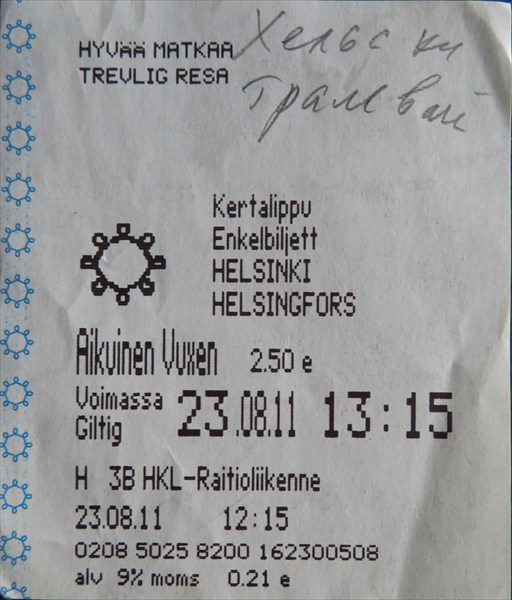 HYVää MATKAA
TREVLIG RESA
Хельсинки
Трамвай
Kertalippu
Enkelbiljett
HELSINKI
HELSINGFORS
Aikuinen Vuxen 2.50 e
Voimassa
Giltig 23.08.11 13:15
H 3B HKL-Raitioliikenne
23.08.11 12:15
0208 5025 8200 162300508
alv 9% moms 0.21 e